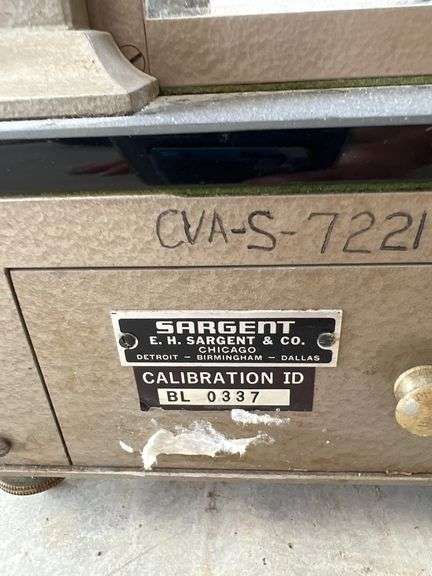 CVA-S-7221
SARGENT
E. H. SARGENT & CO.
CHICAGO
DETROIT – BIRMINGHAM – DALLAS
CALIBRATION ID
BL 0337